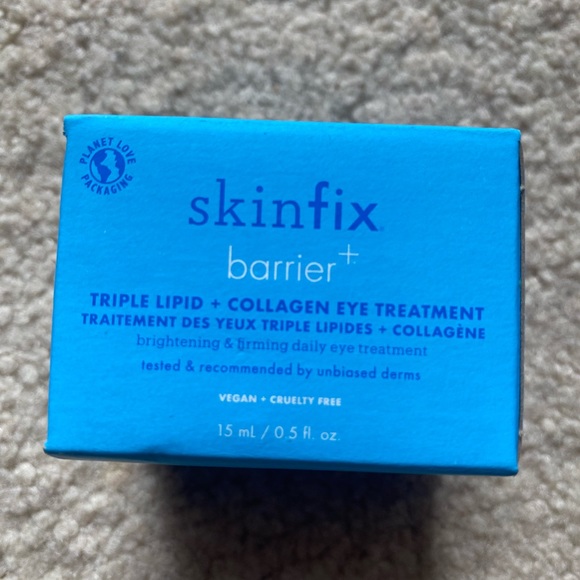 PLANET LOVE
PACKAGING
skinfix
barrier+
TRIPLE LIPID + COLLAGEN EYE TREATMENT
TRAITEMENT DES YEUX TRIPLE LIPIDES + COLLAGÈNE
brightening & firming daily eye treatment
tested & recommended by unbiased derms
VEGAN + CRUELTY FREE
15 mL / 0.5 fl. oz.